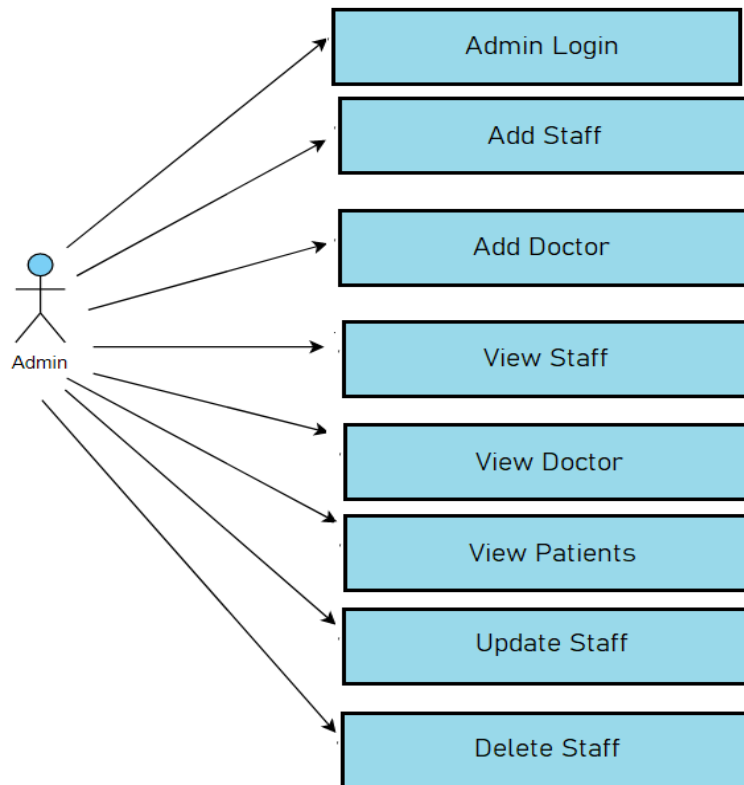 Admin Login
Add Staff
Add Doctor
Admin
View Staff
View Doctor
View Patients
Update Staff
Delete Staff